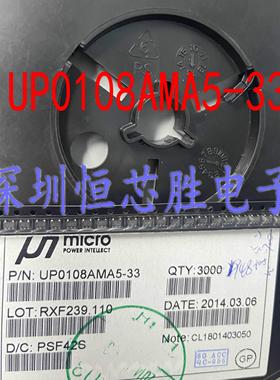 UP0108AMA5-33
深圳恒芯胜电子
micro
POWER INTELLECT
P/N: UP0108AMA5-33
QTY: 3000
LOT: RXF239.110
DATE: 2014.03.06
D/C: PSF42S
Note: CL1801403050
GP